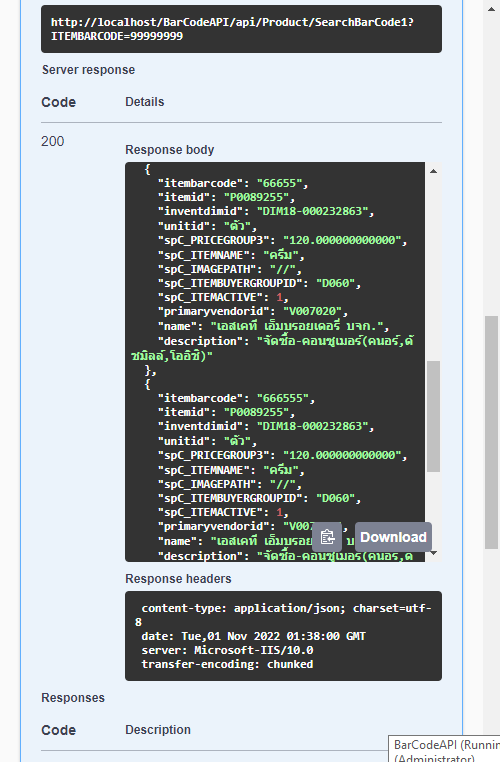 http://localhost/BarCodeAPI/api/Product/SearchBarCode1?
ITEMBARCODE=99999999
Server response
Code Details
200
Response body
{
"itembarcode": "66655",
"itemid": "P0089255",
"inventdimid": "DIM18-000232863",
"unitid": "ตัว",
"spC_PRICEGROUP3": "120.000000000000",
"spC_ITEMNAME": "ครีม",
"spC_IMAGEPATH": "//",
"spC_ITEMBUYERGROUPID": "D060",
"spC_ITEMACTIVE": 1,
"primaryvendorid": "V007020",
"name": "เอสเคที เอ็มบรอยเดอรี่ บจก.",
"description": "จัดซื้อ-คอนซูเมอร์(คนอร์,ดั
ชมิลล์,โออิชิ)"
},
{
"itembarcode": "666555",
"itemid": "P0089255",
"inventdimid": "DIM18-000232863",
"unitid": "ตัว",
"spC_PRICEGROUP3": "120.000000000000",
"spC_ITEMNAME": "ครีม",
"spC_IMAGEPATH": "//",
"spC_ITEMBUYERGROUPID": "D060",
"spC_ITEMACTIVE": 1,
"primaryvendorid": "V007
"name": "เอสเคที เอ็มบรอย
"description": "จัดซื้อ-คอนซูเมอร์(คนอร์,ดั
Download
Response headers
content-type: application/json; charset=utf-
8
date: Tue,01 Nov 2022 01:38:00 GMT
server: Microsoft-IIS/10.0
transfer-encoding: chunked
Responses
Code Description
BarCodeAPI (Runnin
(Administrator)